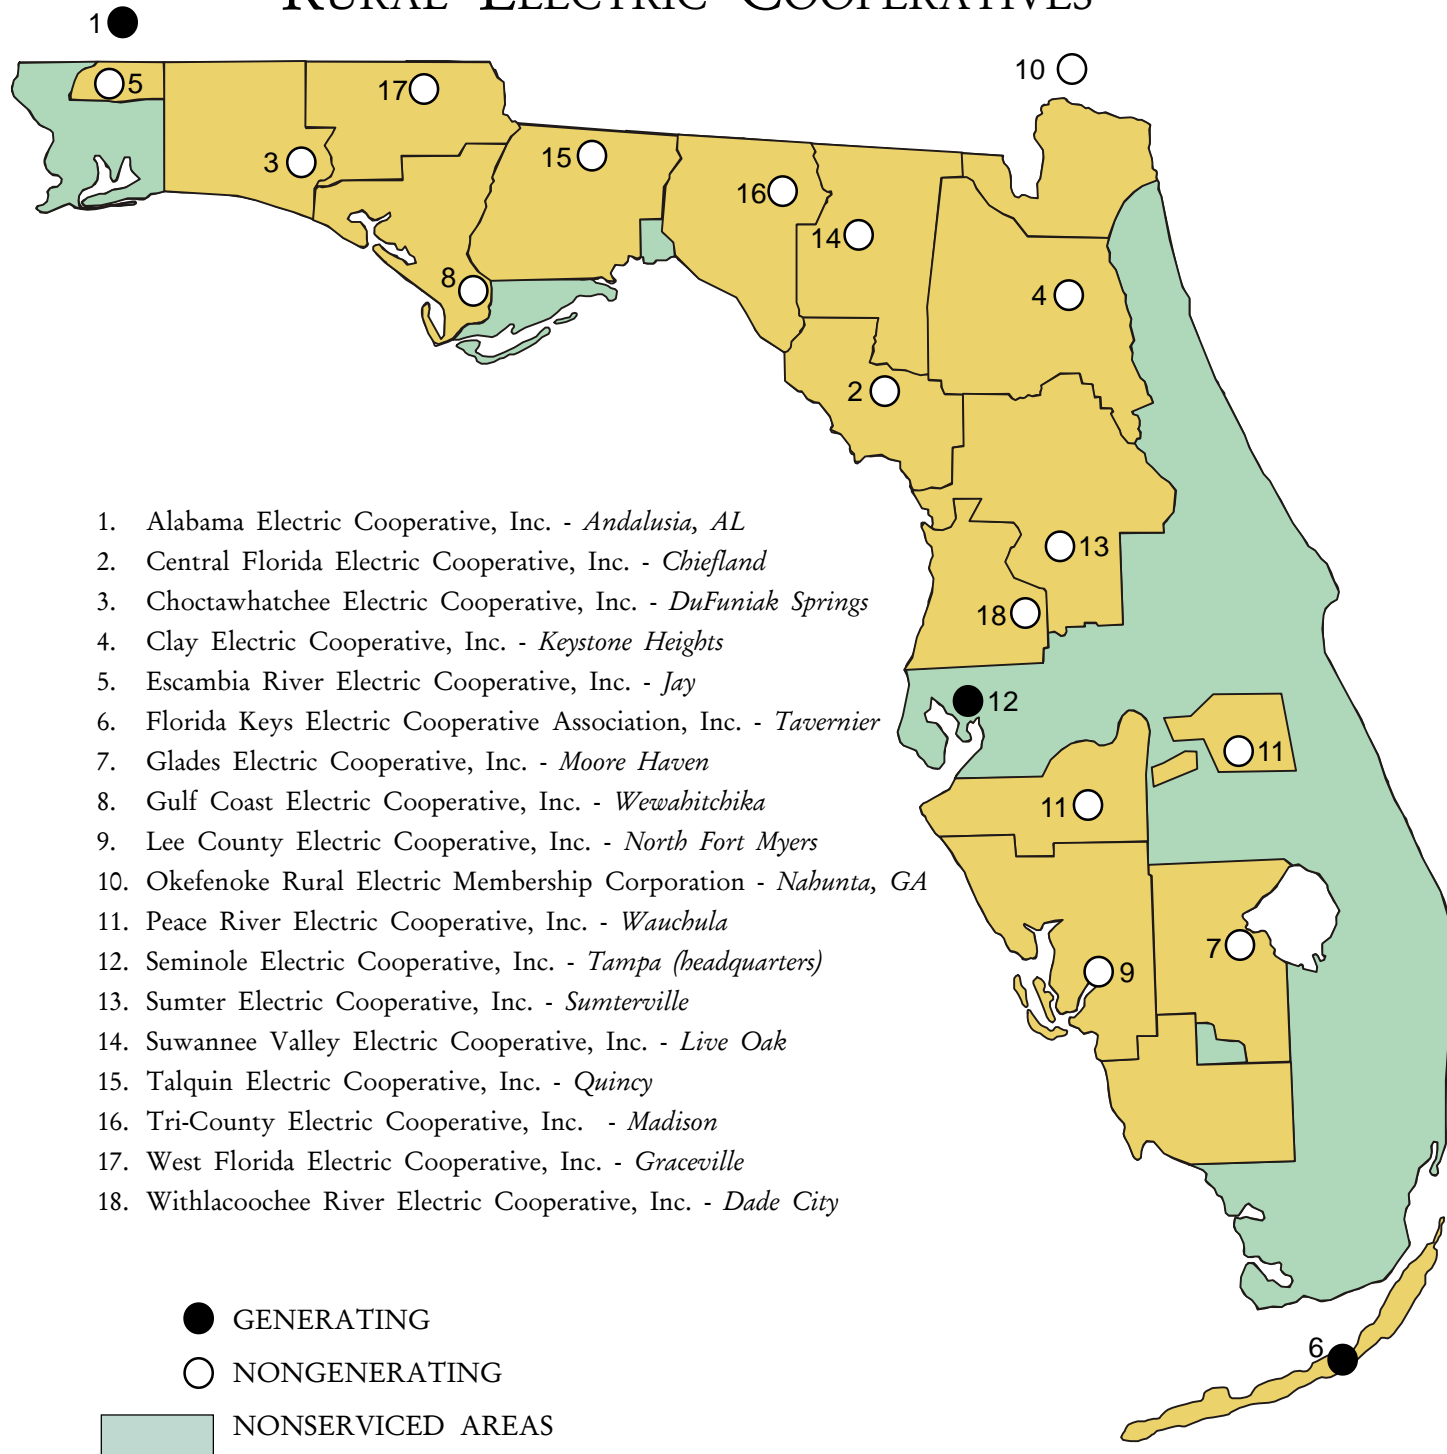 RURAL ELECTRIC COOPERATIVES
1
10
5
17
3
15
16
14
8
4
2
13
18
12
11
11
7
9
6
1. Alabama Electric Cooperative, Inc. - Andalusia, AL
2. Central Florida Electric Cooperative, Inc. - Chiefland
3. Choctawhatchee Electric Cooperative, Inc. - DuFuniak Springs
4. Clay Electric Cooperative, Inc. - Keystone Heights
5. Escambia River Electric Cooperative, Inc. - Jay
6. Florida Keys Electric Cooperative Association, Inc. - Tavernier
7. Glades Electric Cooperative, Inc. - Moore Haven
8. Gulf Coast Electric Cooperative, Inc. - Wewahitchika
9. Lee County Electric Cooperative, Inc. - North Fort Myers
10. Okefenoke Rural Electric Membership Corporation - Nahunta, GA
11. Peace River Electric Cooperative, Inc. - Wauchula
12. Seminole Electric Cooperative, Inc. - Tampa (headquarters)
13. Sumter Electric Cooperative, Inc. - Sumterville
14. Suwannee Valley Electric Cooperative, Inc. - Live Oak
15. Talquin Electric Cooperative, Inc. - Quincy
16. Tri-County Electric Cooperative, Inc. - Madison
17. West Florida Electric Cooperative, Inc. - Graceville
18. Withlacoochee River Electric Cooperative, Inc. - Dade City
GENERATING
NONGENERATING
NONSERVICED AREAS